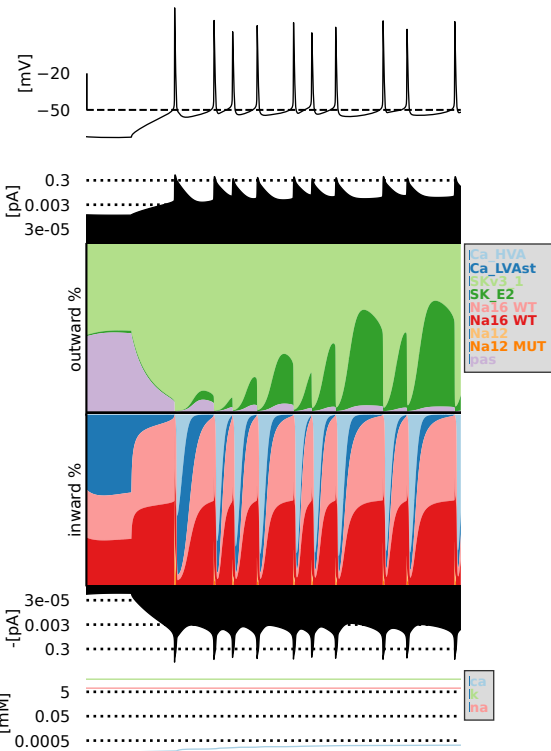 [mV]
−20
−50
[pA]
0.3
0.003
3e-05
outward %
Ca_HVA
Ca_LVAst
SKv3_1
SK_E2
Na16 WT
Na16 WT
Na12
Na12 MUT
pas
inward %
-[pA]
3e-05
0.003
0.3
[mM]
5
0.05
0.0005
ca
k
na